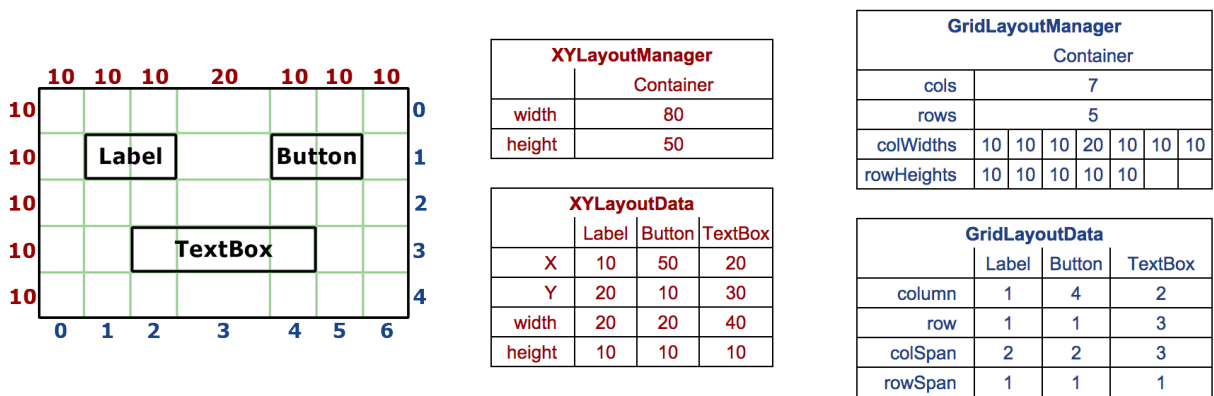 10 10 10 20 10 10 10
10 0
10 Label Button 1
10 2
10 TextBox 3
10 4
0 1 2 3 4 5 6
XYLayoutManager
Container
width 80
height 50
XYLayoutData
Label Button TextBox
X 10 50 20
Y 20 10 30
width 20 20 40
height 10 10 10
GridLayoutManager
Container
cols 7
rows 5
colWidths 10 10 10 20 10 10 10
rowHeights 10 10 10 10 10
GridLayoutData
Label Button TextBox
column 1 4 2
row 1 1 3
colSpan 2 2 3
rowSpan 1 1 1